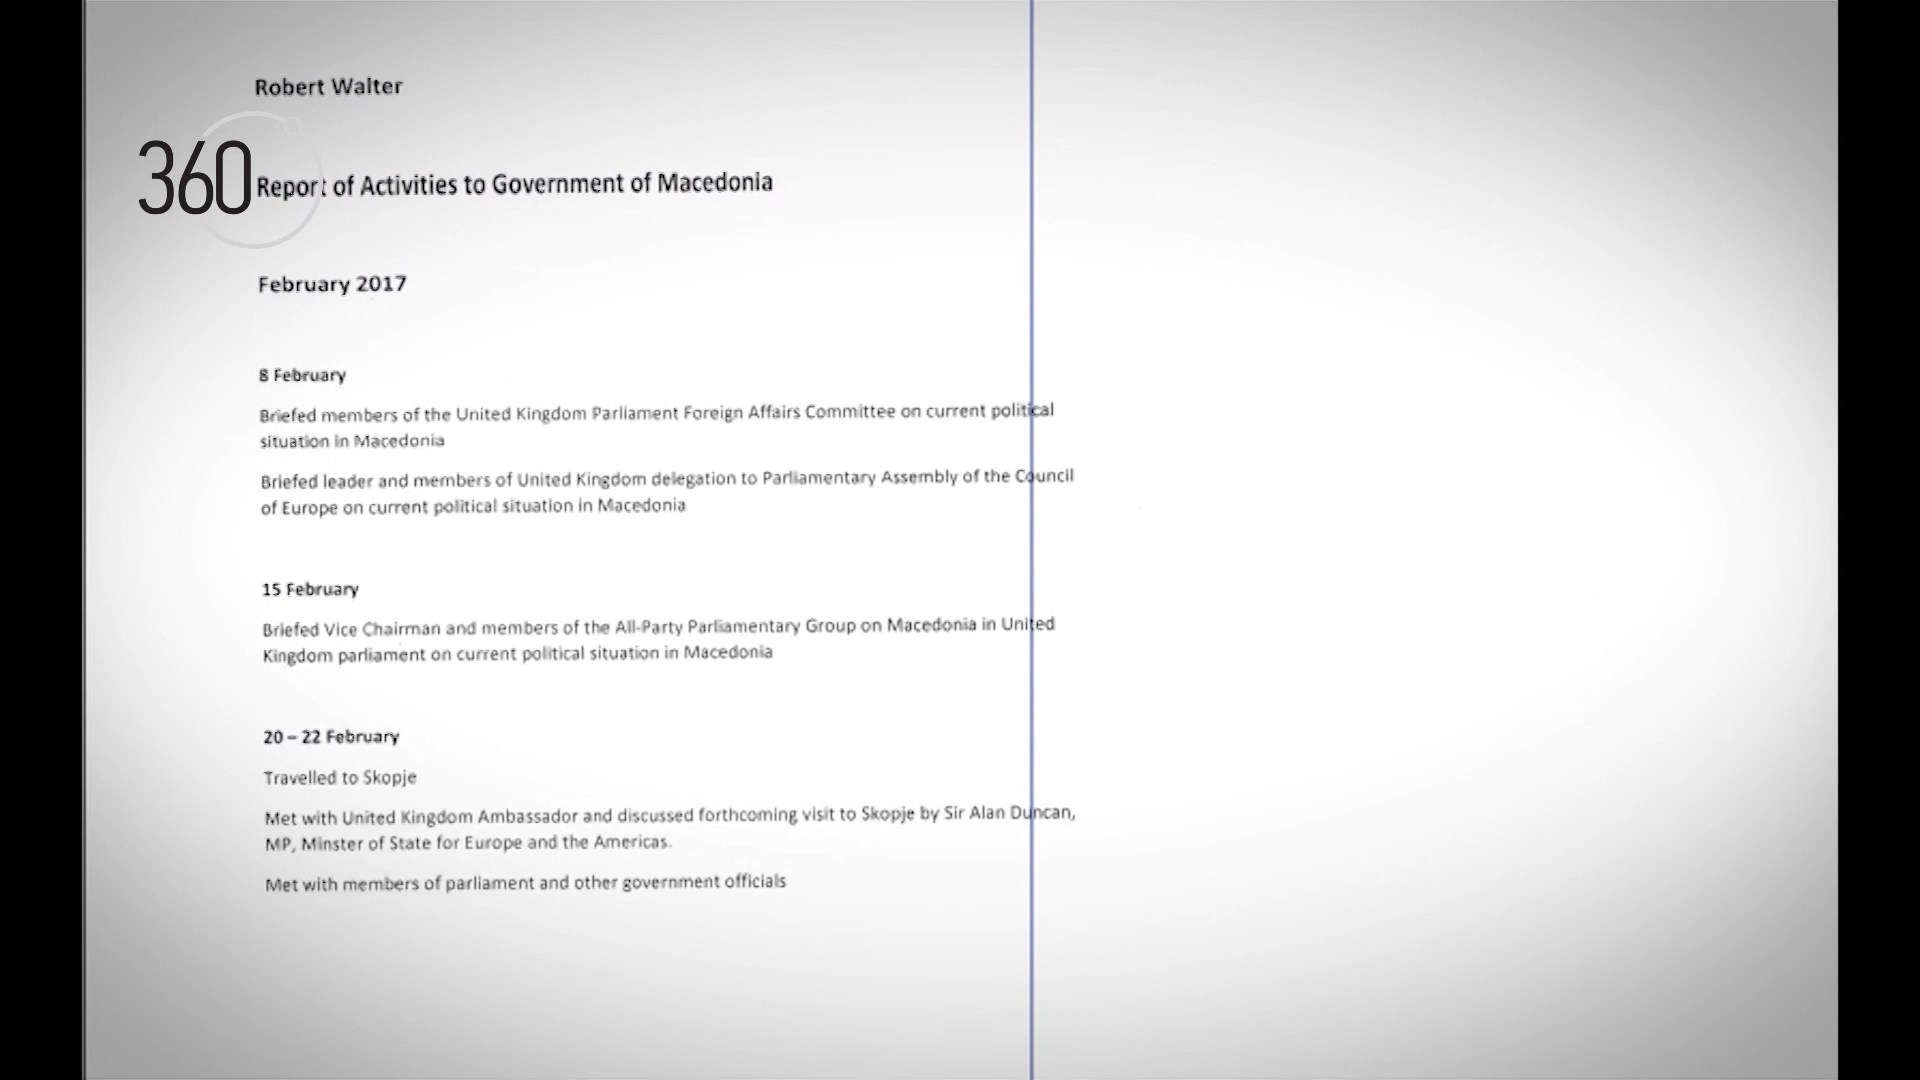 Robert Walter
360
Report of Activities to Government of Macedonia
February 2017
8 February
Briefed members of the United Kingdom Parliament Foreign Affairs Committee on current political
situation in Macedonia
Briefed leader and members of United Kingdom delegation to Parliamentary Assembly of the Council
of Europe on current political situation in Macedonia
15 February
Briefed Vice Chairman and members of the All-Party Parliamentary Group on Macedonia in United
Kingdom parliament on current political situation in Macedonia
20 – 22 February
Travelled to Skopje
Met with United Kingdom Ambassador and discussed forthcoming visit to Skopje by Sir Alan Duncan,
MP, Minster of State for Europe and the Americas.
Met with members of parliament and other government officials